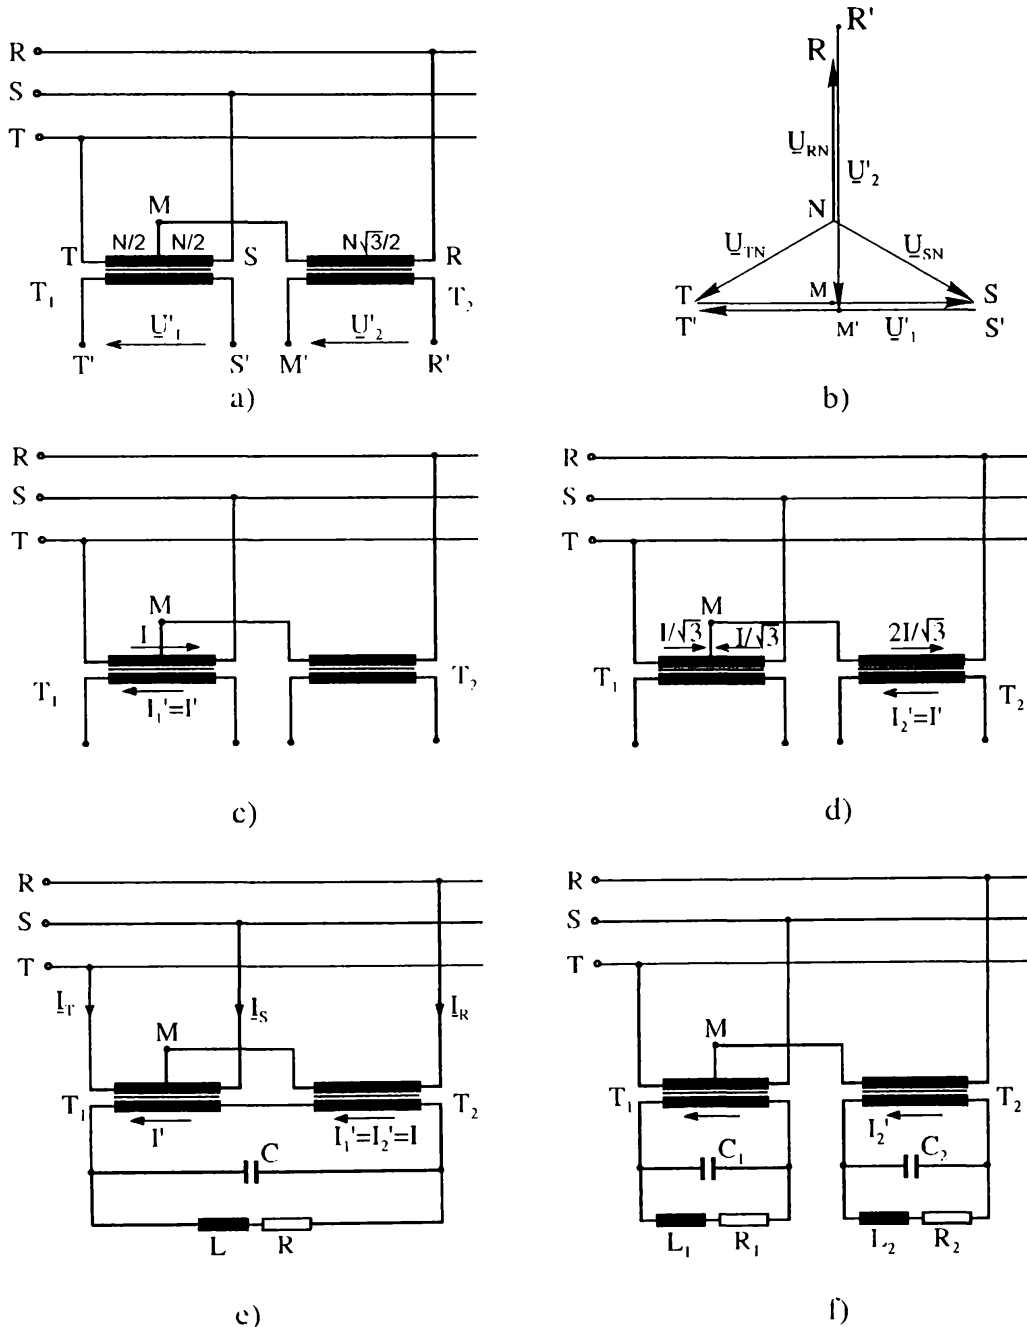 R
S
T
M
N/2 N/2
N√3/2
T S R
T₁ T₂
U'₁ U'₂
T' S' M' R'
a)
R'
R
U_RN
U'₂
N
U_TN U_SN
T M S
T' M' U'₁ S'
b)
R
S
T
M
I
T₁ T₂
I₁'=I'
c)
R
S
T
M
I/√3 I/√3 2I/√3
T₁ T₂
I₂'=I'
d)
R
S
T
I_T I_S I_R
M
T₁ T₂
I' I₁'=I₂'=I
C
L R
e)
R
S
T
M
T₁ T₂
I₂'
C₁ C₂
L₁ R₁ L₂ R₂
f)